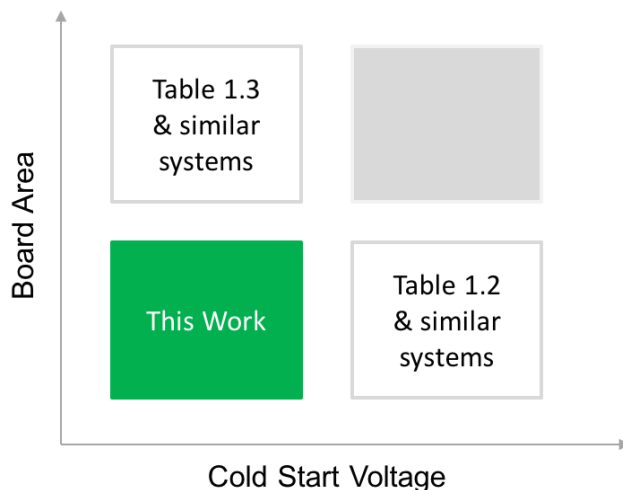 Table 1.3
& similar
systems
Board Area
This Work
Table 1.2
& similar
systems
Cold Start Voltage